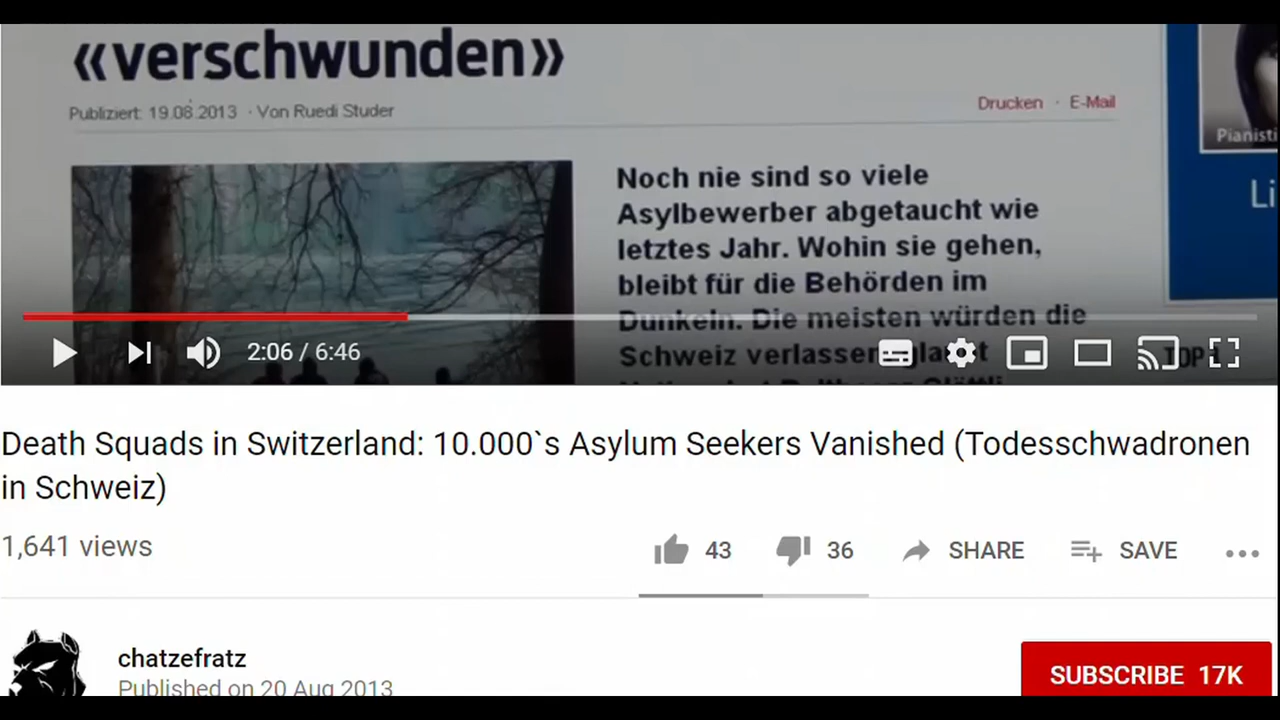 «verschwunden»
Publiziert: 19.08.2013 · Von Ruedi Studer
Drucken · E-Mail
Pianisti
Li
Noch nie sind so viele
Asylbewerber abgetaucht wie
letztes Jahr. Wohin sie gehen,
bleibt für die Behörden im
Dunkeln. Die meisten würden die
Schweiz verlassen
2:06 / 6:46
Death Squads in Switzerland: 10.000`s Asylum Seekers Vanished (Todesschwadronen
in Schweiz)
1,641 views
43
36
SHARE
SAVE
chatzefratz
Published on 20 Aug 2013
SUBSCRIBE 17K